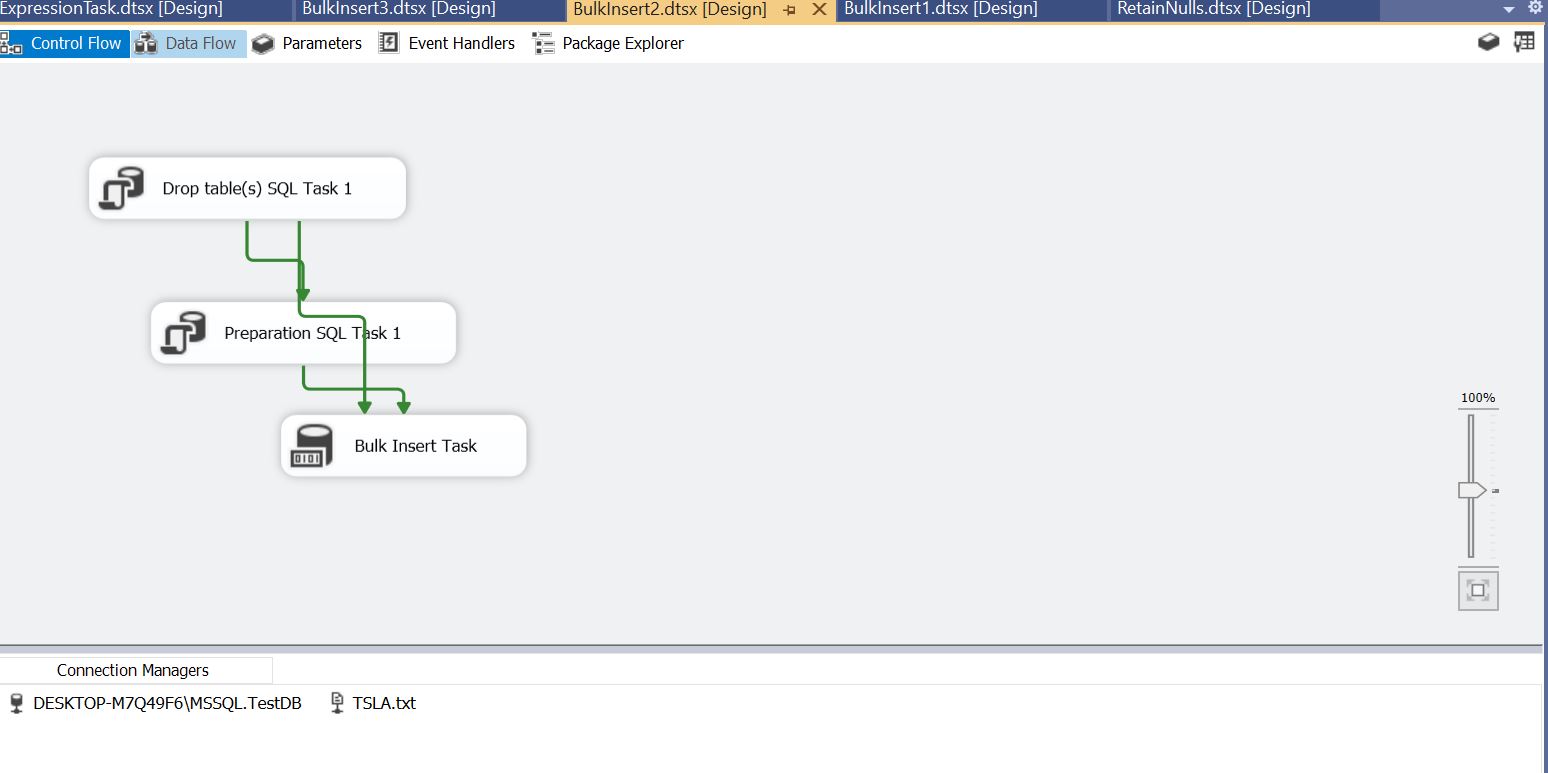 ExpressionTask.dtsx [Design] BulkInsert3.dtsx [Design] BulkInsert2.dtsx [Design] BulkInsert1.dtsx [Design] RetainNulls.dtsx [Design]
Control Flow Data Flow Parameters Event Handlers Package Explorer
Drop table(s) SQL Task 1
Preparation SQL Task 1
100%
Bulk Insert Task
Connection Managers
DESKTOP-M7Q49F6\MSSQL.TestDB TSLA.txt